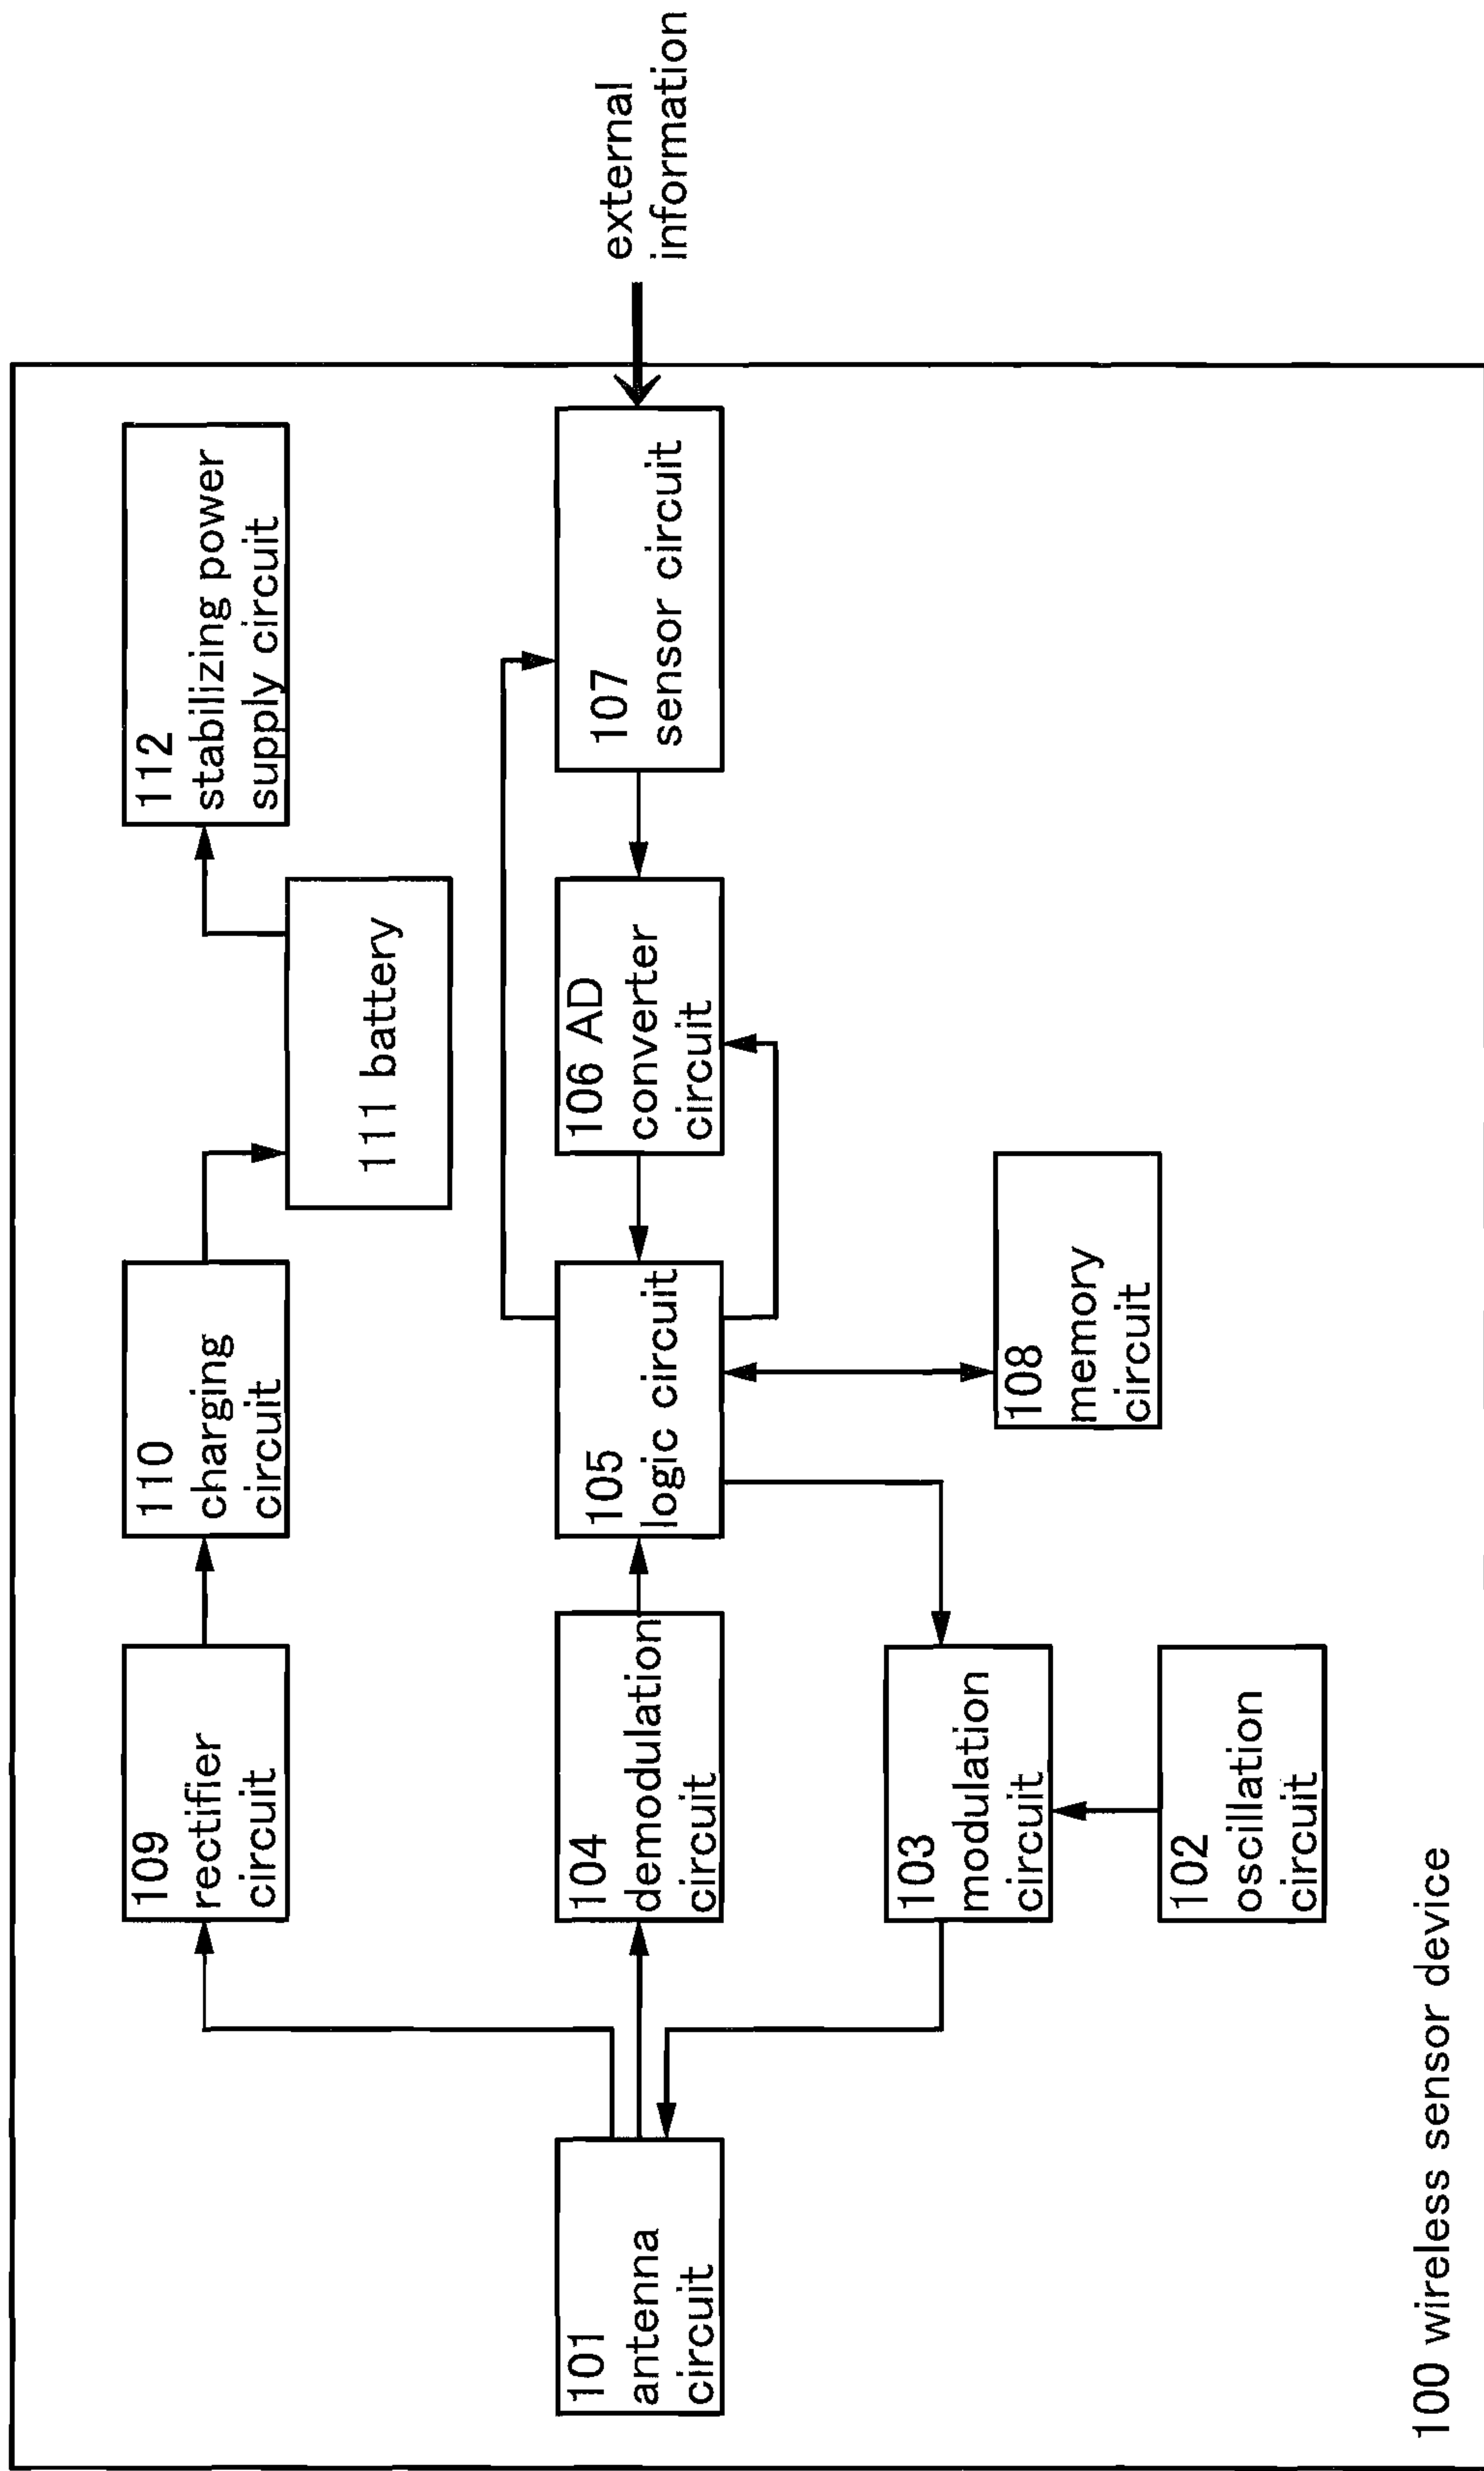 109
rectifier
circuit
110
charging
circuit
111 battery
112
stabilizing power
supply circuit
101
antenna
circuit
104
demodulation
circuit
105
logic circuit
106 AD
converter
circuit
107
sensor circuit
external
information
103
modulation
circuit
108
memory
circuit
102
oscillation
circuit
100 wireless sensor device